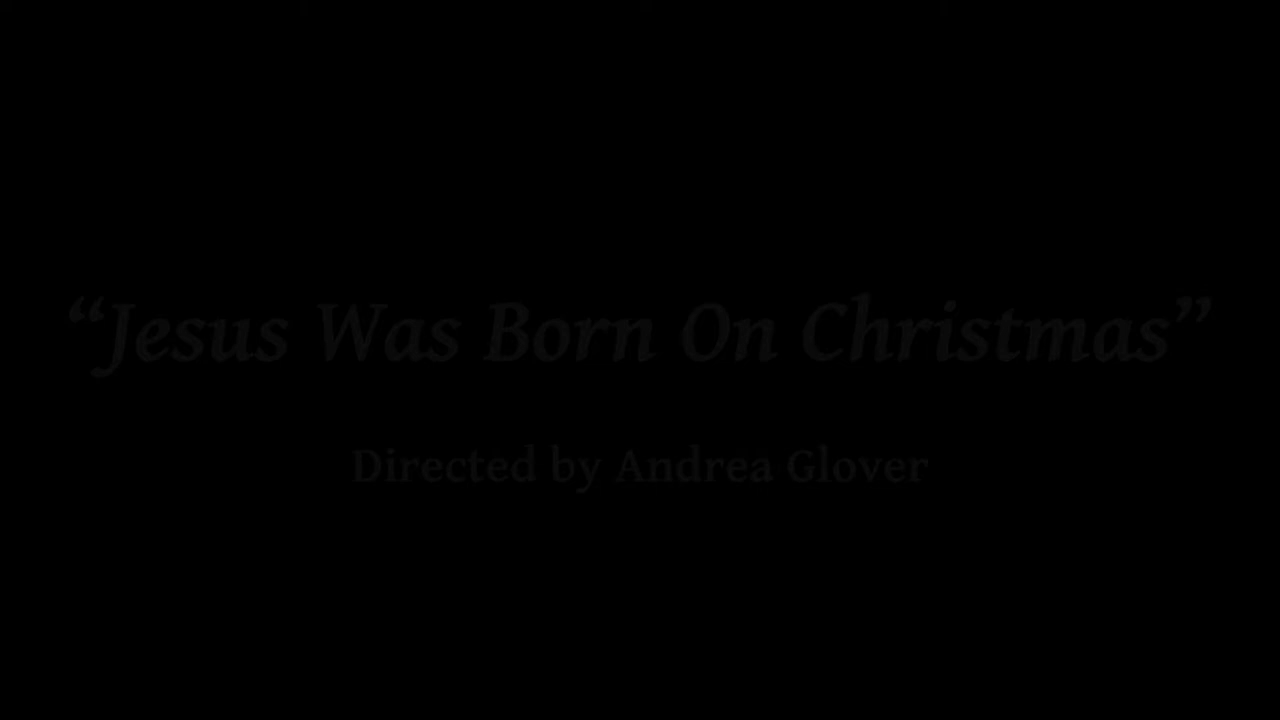 “Jesus Was Born On Christmas”
Directed by Andrea Glover